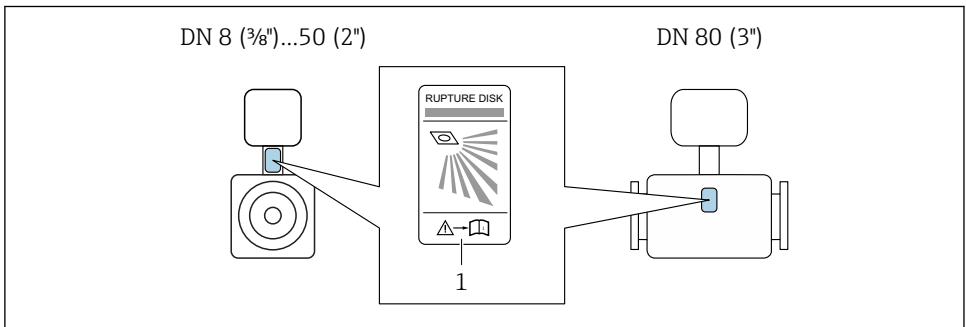 DN 8 (⅜")...50 (2")
DN 80 (3")
RUPTURE DISK
1